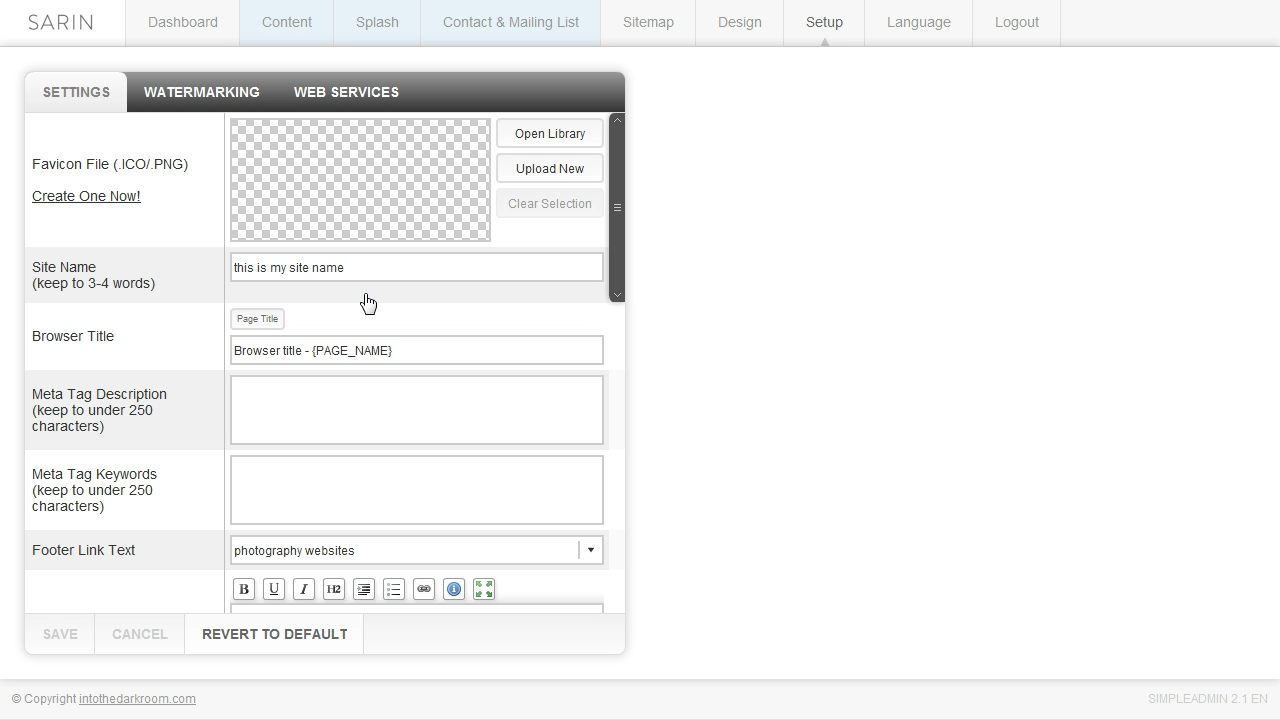 SARIN
Dashboard
Content
Splash
Contact & Mailing List
Sitemap
Design
Setup
Language
Logout
SETTINGS
WATERMARKING
WEB SERVICES
Favicon File (.ICO/.PNG)
Create One Now!
Open Library
Upload New
Clear Selection
Site Name
(keep to 3-4 words)
this is my site name
Browser Title
Page Title
Browser title - {PAGE_NAME}
Meta Tag Description
(keep to under 250
characters)
Meta Tag Keywords
(keep to under 250
characters)
Footer Link Text
photography websites
B U I H2
SAVE
CANCEL
REVERT TO DEFAULT
© Copyright intothedarkroom.com
SIMPLEADMIN 2.1 EN